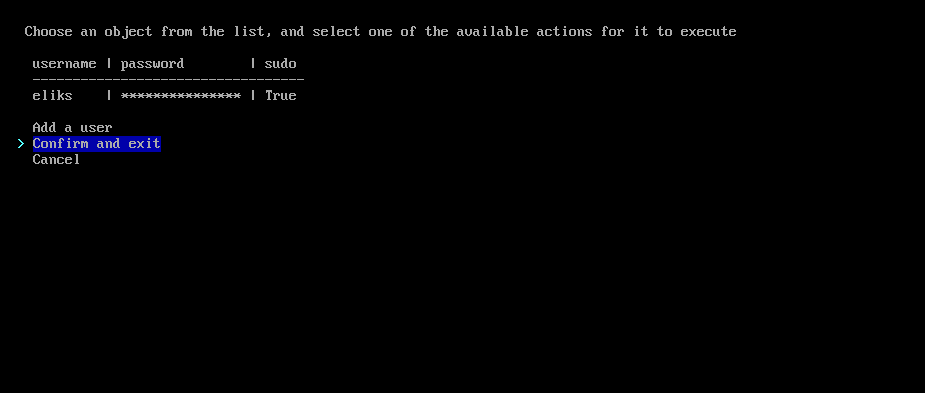 Choose an object from the list, and select one of the available actions for it to execute
username | password        | sudo
----------------------------------
eliks    | *************** | True
Add a user
> Confirm and exit
Cancel